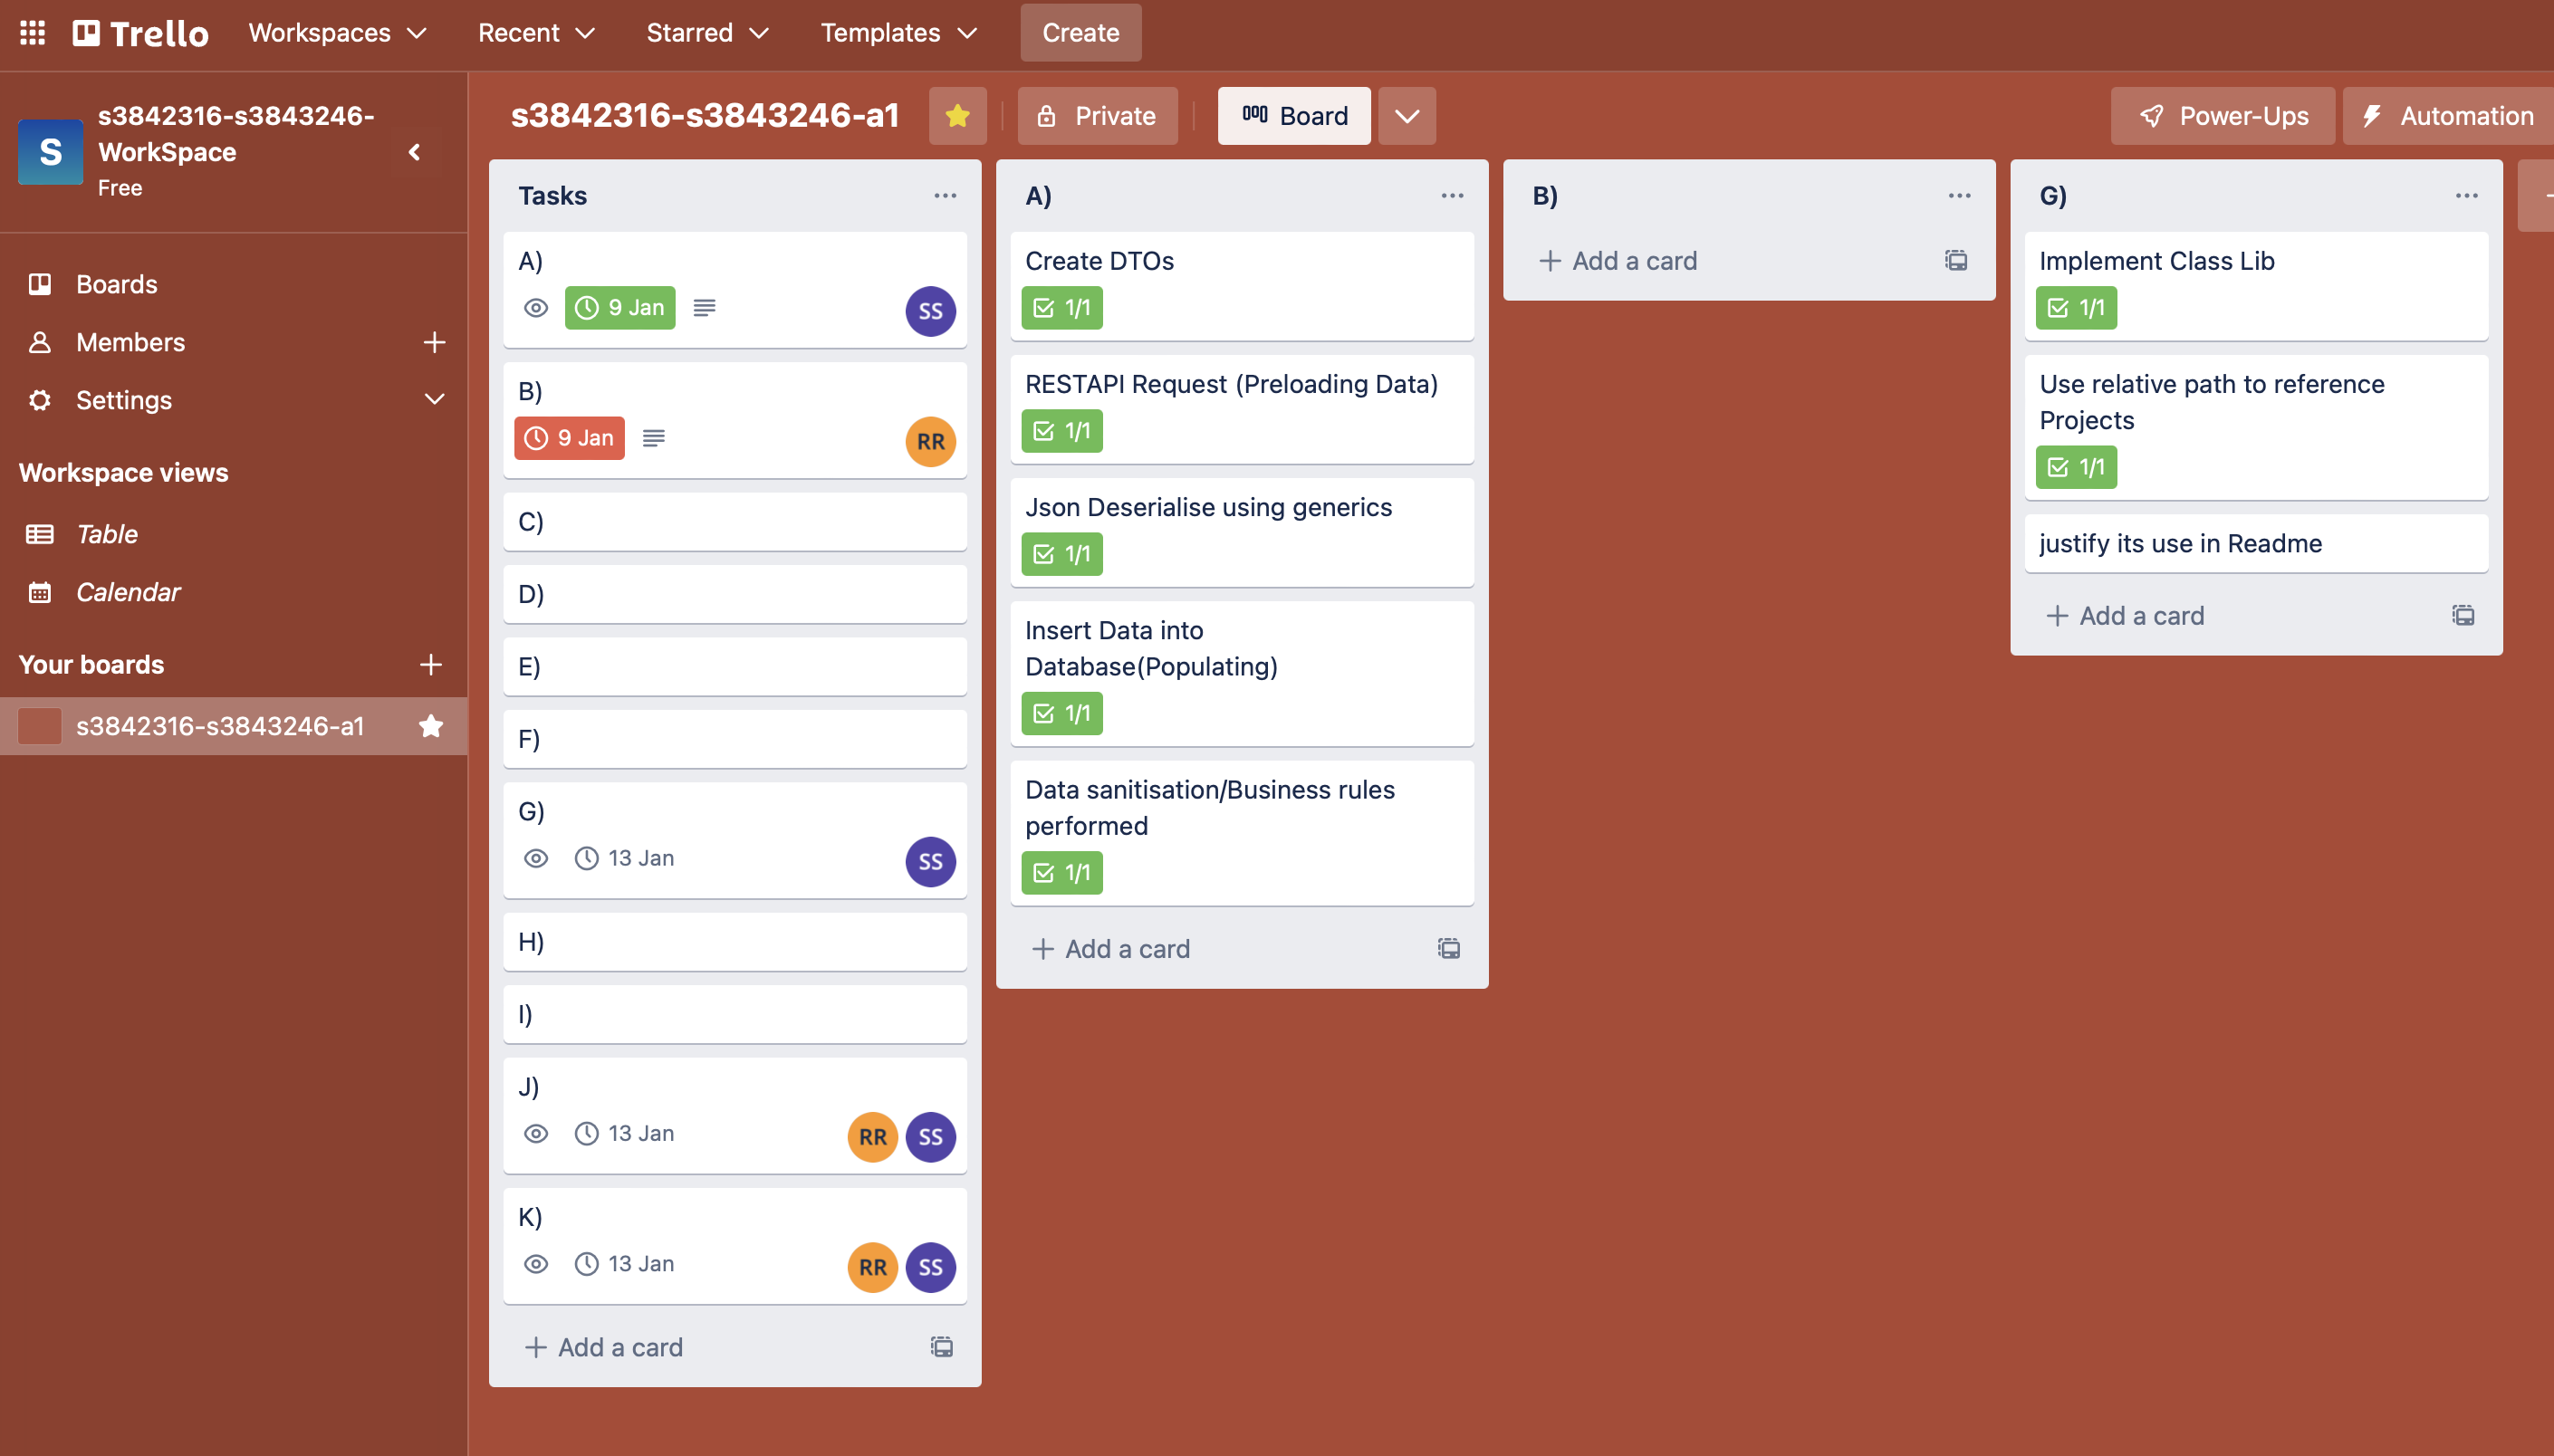 Trello
Workspaces
Recent
Starred
Templates
Create
S
s3842316-s3843246-
WorkSpace
Free
Boards
Members
Settings
Workspace views
Table
Calendar
Your boards
s3842316-s3843246-a1
s3842316-s3843246-a1
Private
Board
Power-Ups
Automation
Tasks
A)
9 Jan
SS
B)
9 Jan
RR
C)
D)
E)
F)
G)
13 Jan
SS
H)
I)
J)
13 Jan
RR SS
K)
13 Jan
RR SS
Add a card
A)
Create DTOs
1/1
RESTAPI Request (Preloading Data)
1/1
Json Deserialise using generics
1/1
Insert Data into
Database(Populating)
1/1
Data sanitisation/Business rules
performed
1/1
Add a card
B)
Add a card
G)
Implement Class Lib
1/1
Use relative path to reference
Projects
1/1
justify its use in Readme
Add a card